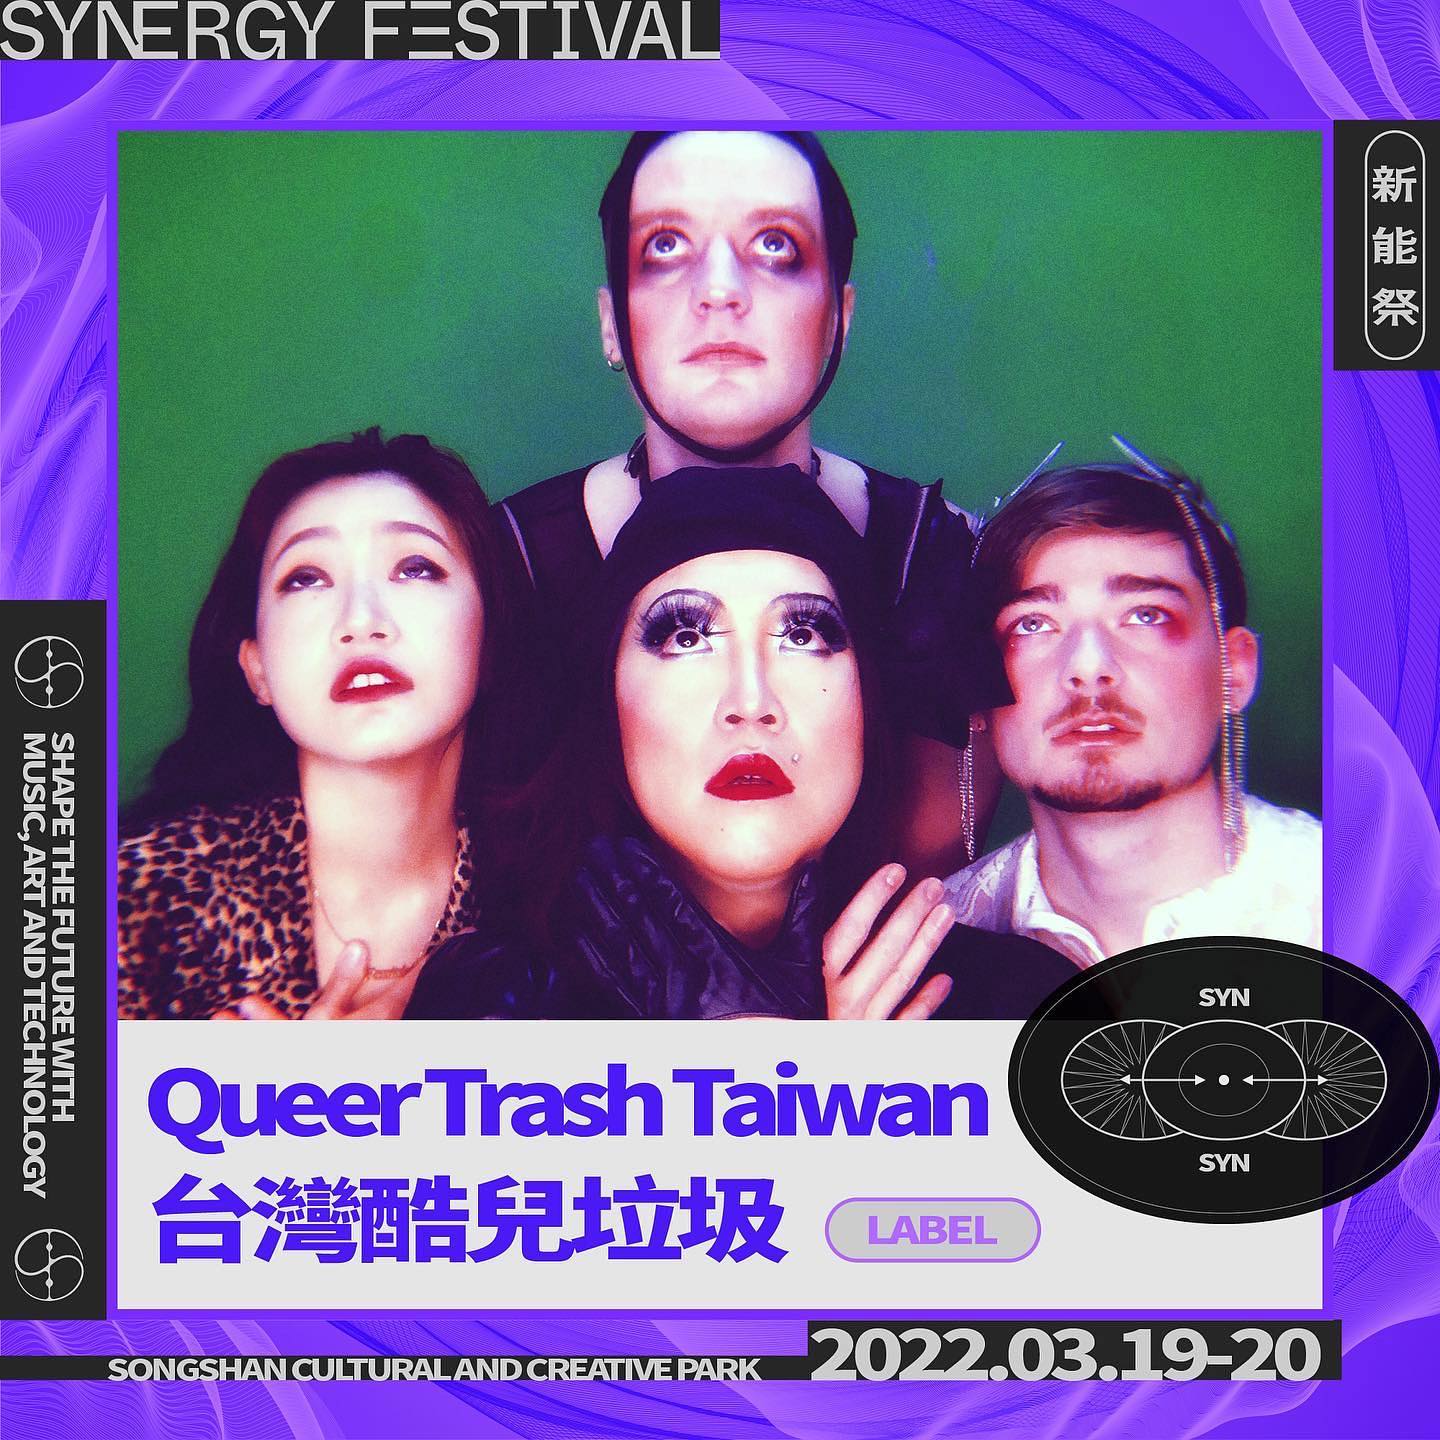 SYNERGY FESTIVAL
新能祭
SHAPE THE FUTURE WITH
MUSIC, ART AND TECHNOLOGY
SYN
SYN
Queer Trash Taiwan
台灣酷兒垃圾
LABEL
SONGSHAN CULTURAL AND CREATIVE PARK
2022.03.19-20